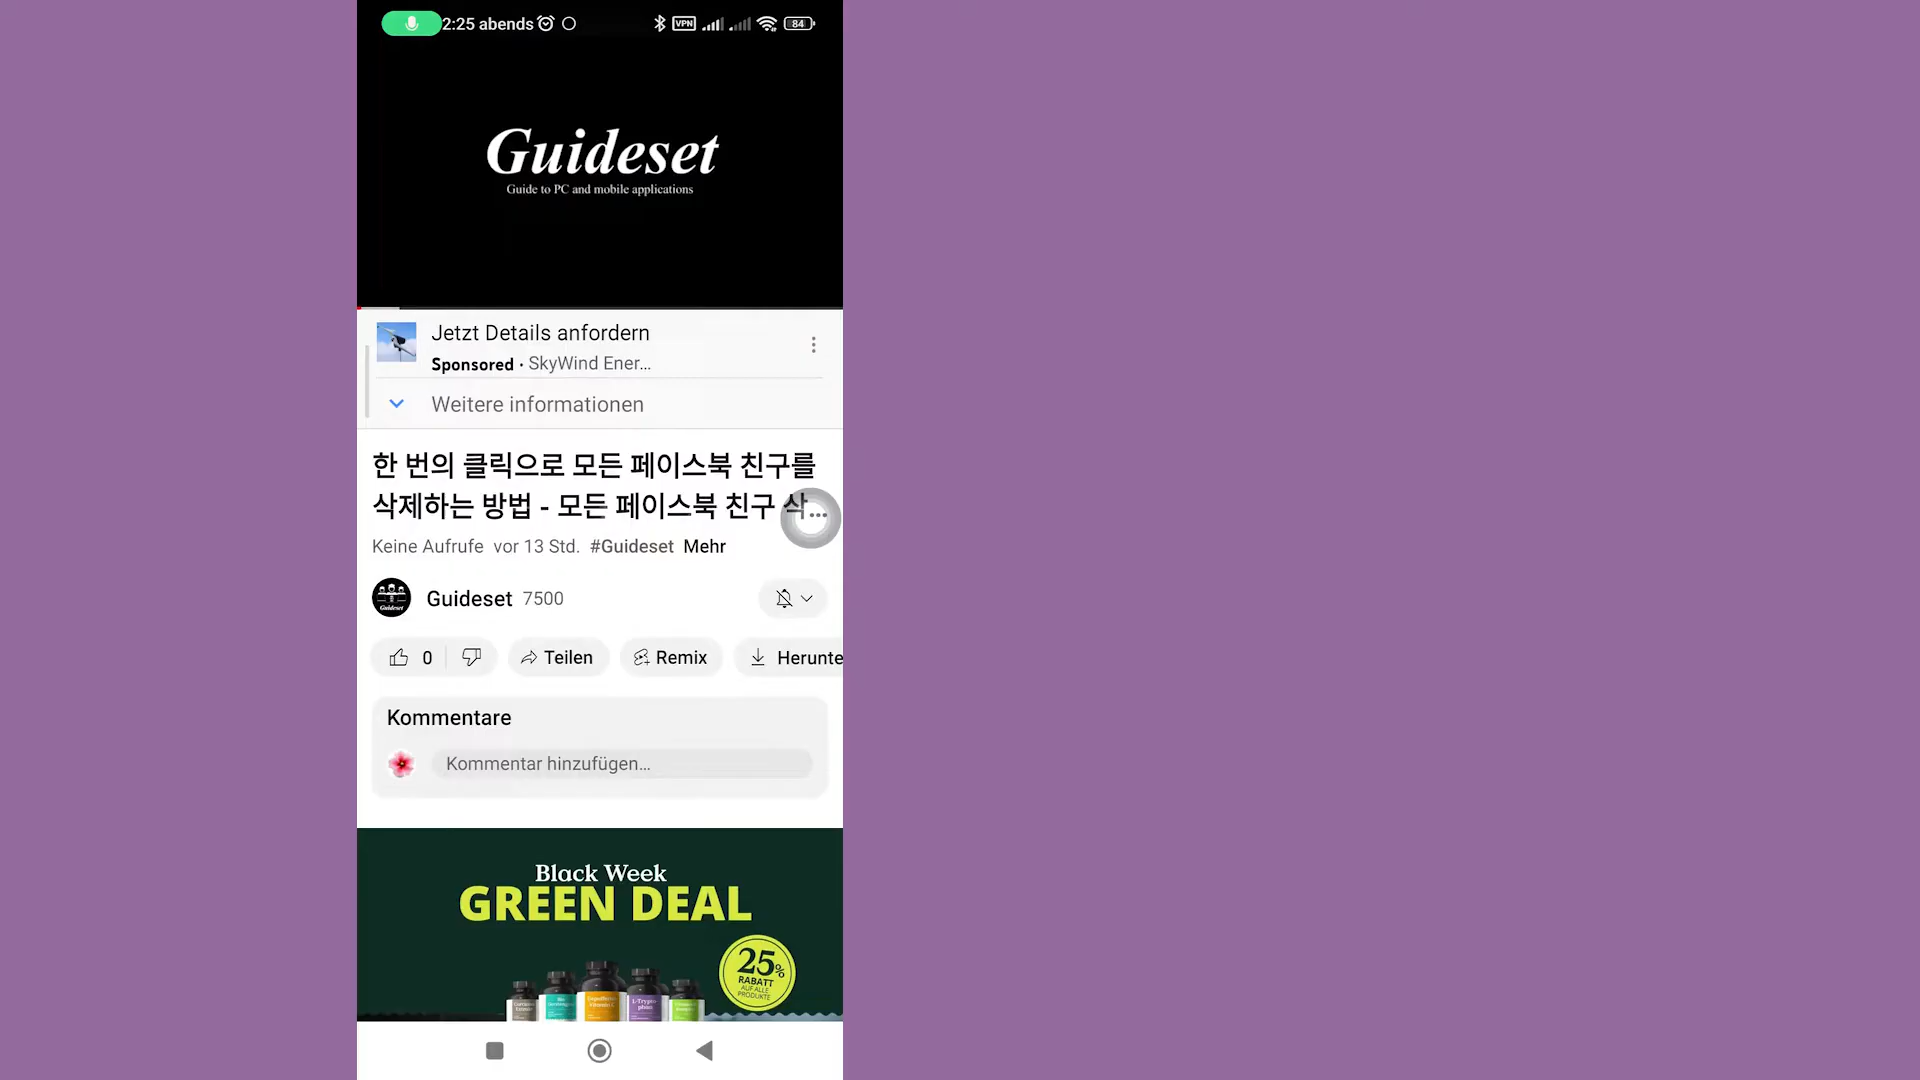 2:25 abends
VPN
84
Guideset
Guide to PC and mobile applications
Jetzt Details anfordern
Sponsored · SkyWind Ener...
Weitere informationen
한 번의 클릭으로 모든 페이스북 친구를
삭제하는 방법 - 모든 페이스북 친구 삭...
Keine Aufrufe vor 13 Std. #Guideset Mehr
Guideset 7500
0 Teilen Remix Herunte
Kommentare
Kommentar hinzufügen...
Black Week
GREEN DEAL
25%
RABATT
AUF ALLE
PRODUKTE
L-Trypto-
phan